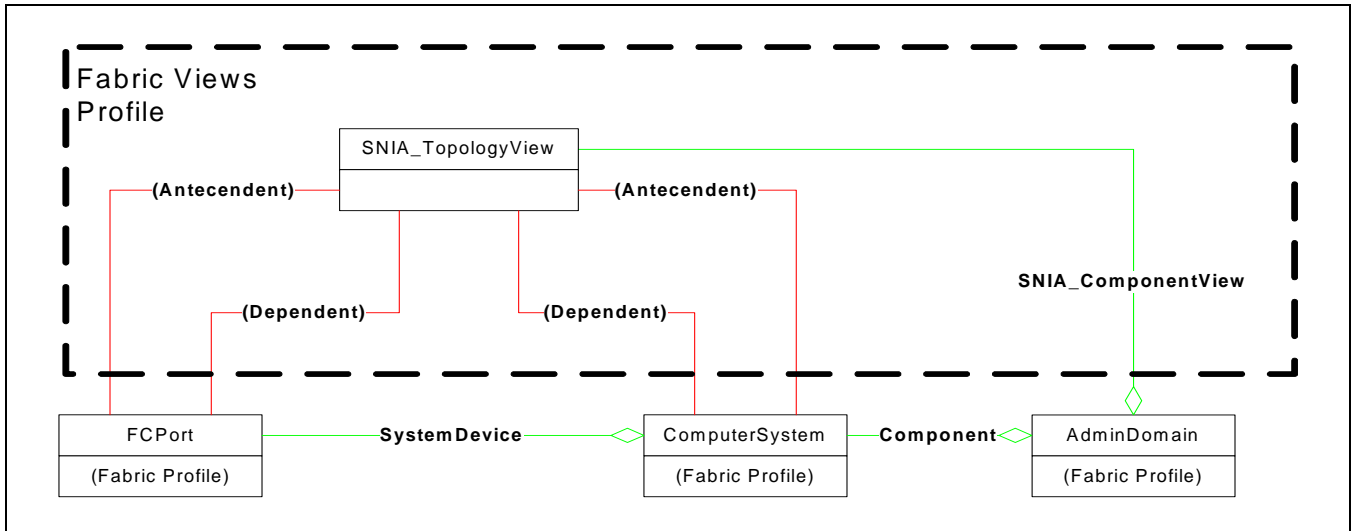 Fabric Views
Profile
SNIA_TopologyView
(Antecendent)
(Antecendent)
SNIA_ComponentView
(Dependent)
(Dependent)
FCPort
(Fabric Profile)
SystemDevice
ComputerSystem
(Fabric Profile)
Component
AdminDomain
(Fabric Profile)